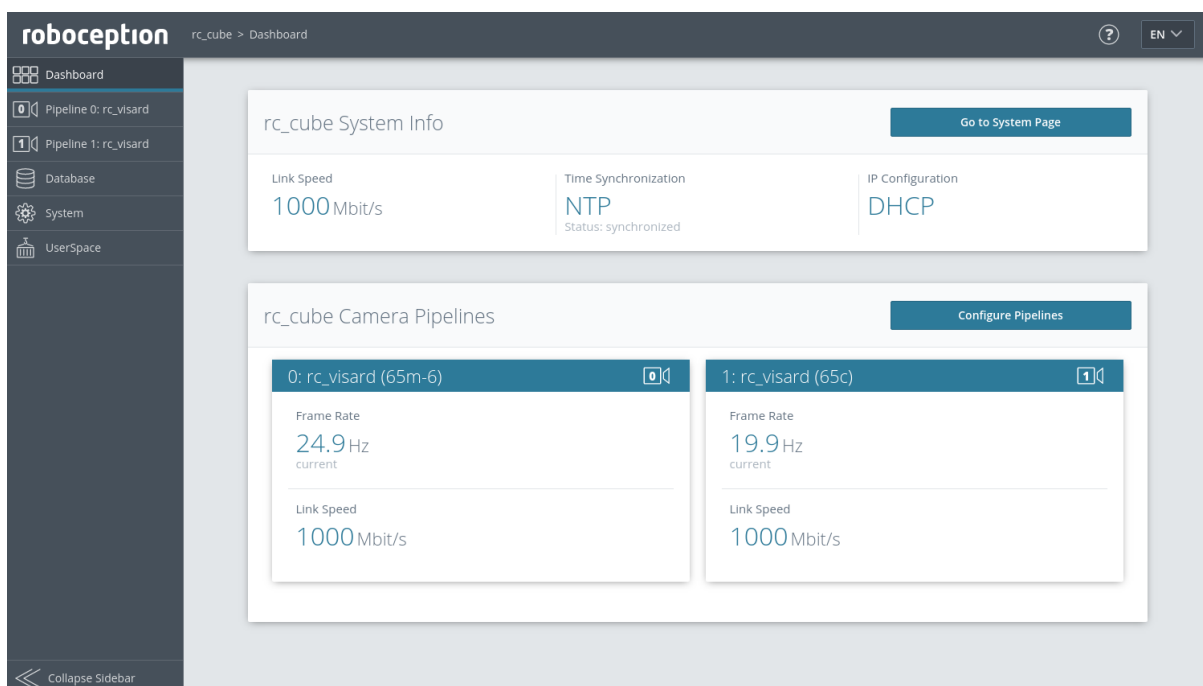 roboception
rc_cube > Dashboard
?
EN
Dashboard
0 Pipeline 0: rc_visard
1 Pipeline 1: rc_visard
Database
System
UserSpace
Collapse Sidebar
rc_cube System Info
Go to System Page
Link Speed
1000 Mbit/s
Time Synchronization
NTP
Status: synchronized
IP Configuration
DHCP
rc_cube Camera Pipelines
Configure Pipelines
0: rc_visard (65m-6) 0
Frame Rate
24.9 Hz
current
Link Speed
1000 Mbit/s
1: rc_visard (65c) 1
Frame Rate
19.9 Hz
current
Link Speed
1000 Mbit/s